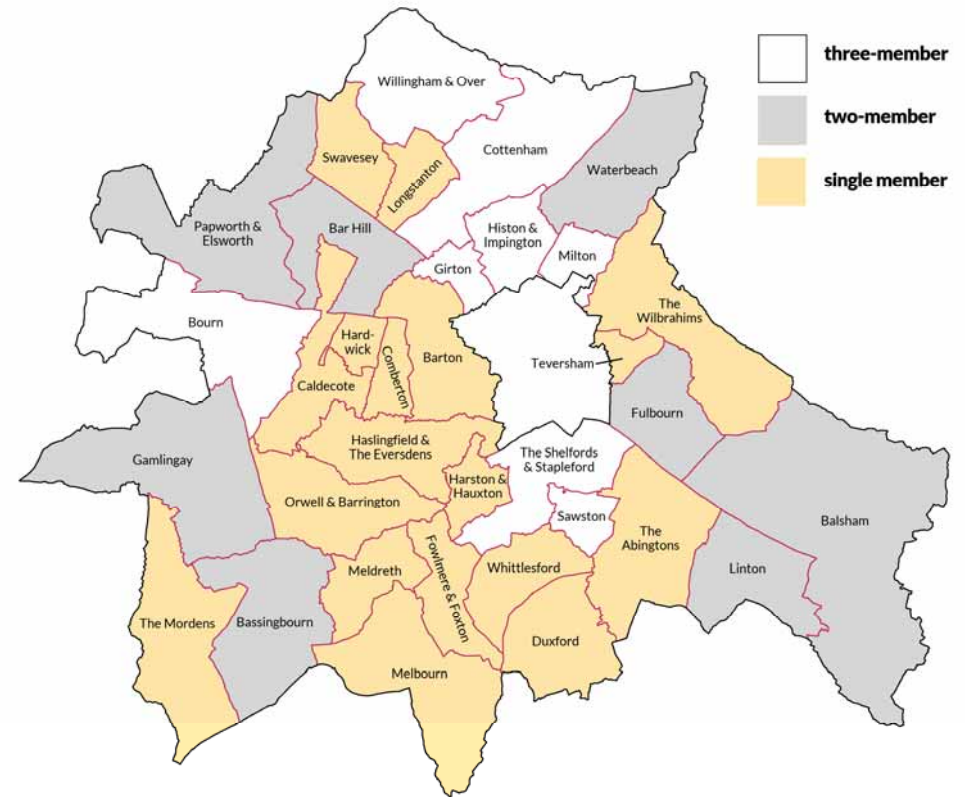 three-member
two-member
single member
Willingham & Over
Swavesey
Longstanton
Cottenham
Waterbeach
Papworth &
Elsworth
Bar Hill
Histon &
Impington
Milton
Girton
The
Wilbrahims
Bourn
Hard-
wick
Comberton
Barton
Teversham
Caldecote
Fulbourn
Gamlingay
Haslingfield &
The Eversdens
The Shelfords
& Stapleford
Harston &
Hauxton
Orwell & Barrington
Sawston
The
Abingtons
Balsham
Linton
Meldreth
Fowlmere & Foxton
Whittlesford
The Mordens
Bassingbourn
Duxford
Melbourn